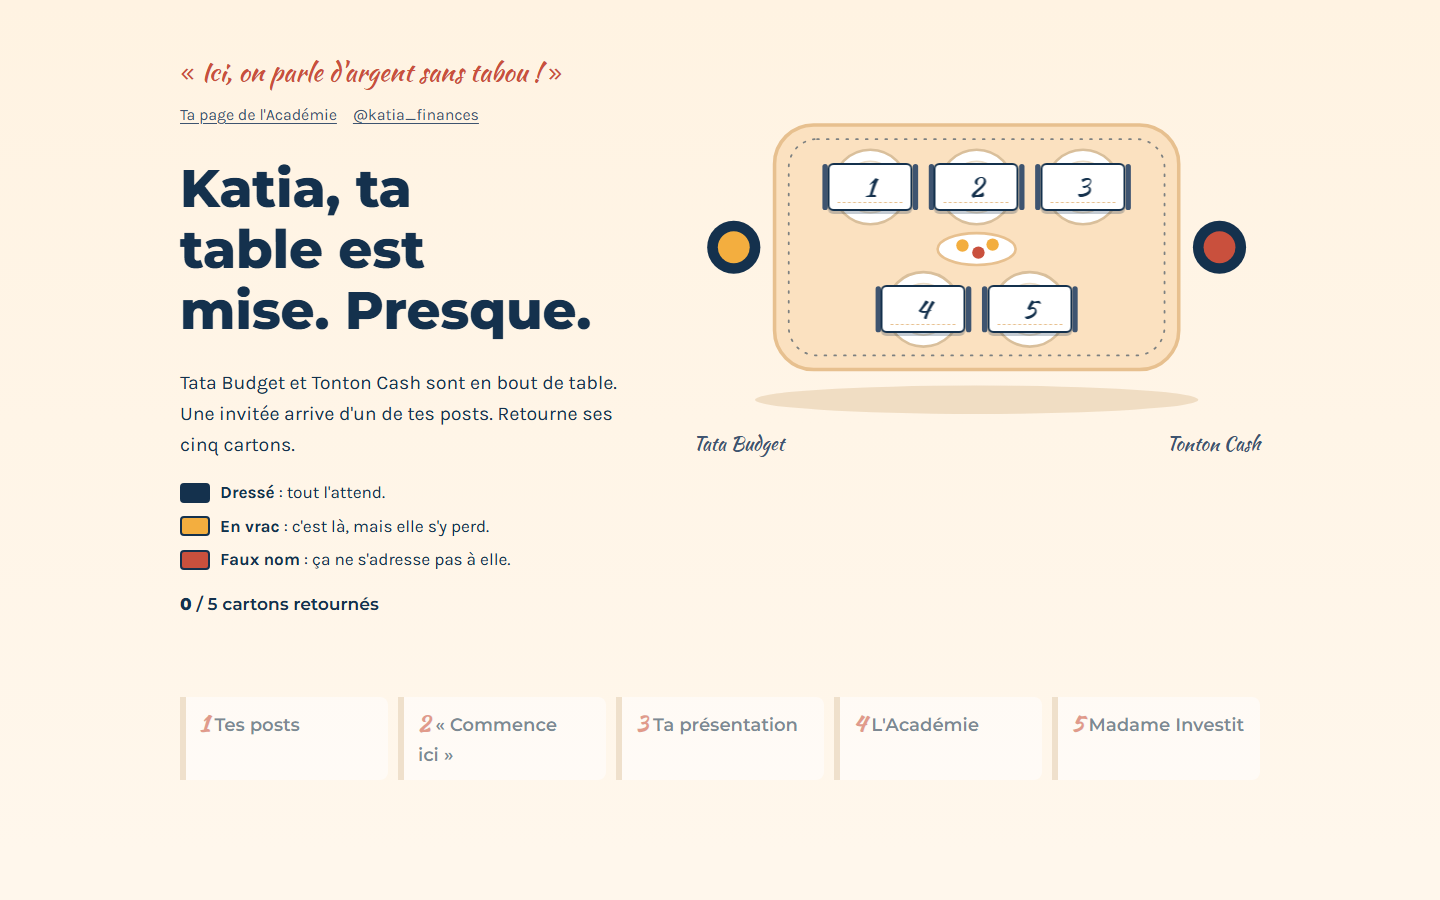 « Ici, on parle d'argent sans tabou ! »
Ta page de l'Académie @katia_finances
Katia, ta
table est
mise. Presque.
Tata Budget et Tonton Cash sont en bout de table.
Une invitée arrive d'un de tes posts. Retourne ses
cinq cartons.
Dressé : tout l'attend.
En vrac : c'est là, mais elle s'y perd.
Faux nom : ça ne s'adresse pas à elle.
0 / 5 cartons retournés
1 2 3
4 5
Tata Budget Tonton Cash
1 Tes posts
2 « Commence
ici »
3 Ta présentation
4 L'Académie
5 Madame Investit